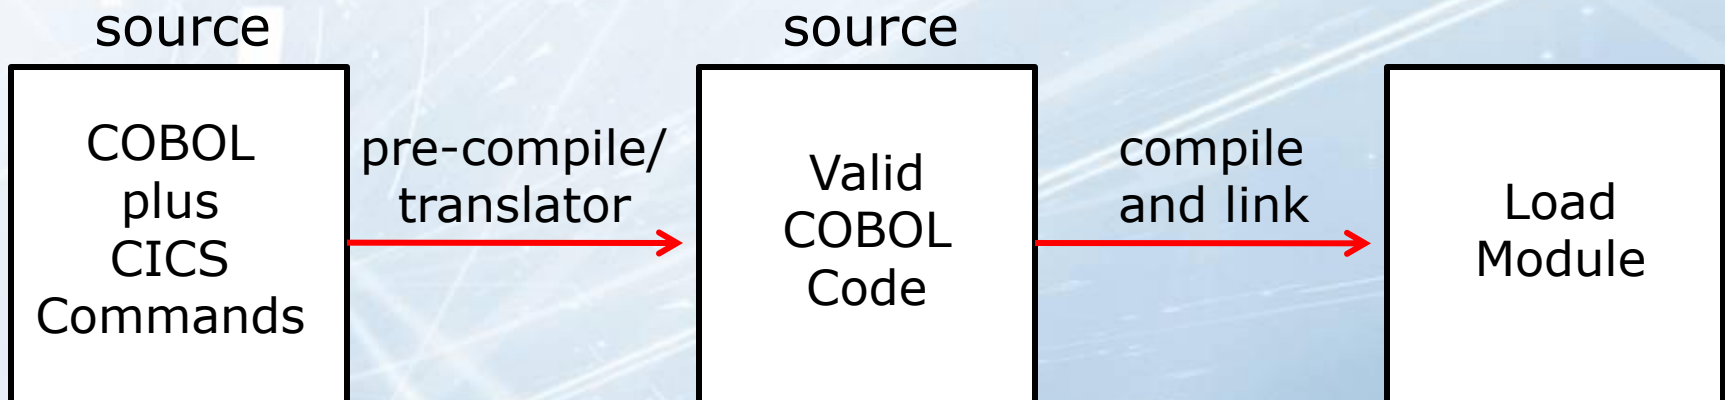 source
COBOL
plus
CICS
Commands
pre-compile/
translator
source
Valid
COBOL
Code
compile
and link
Load
Module